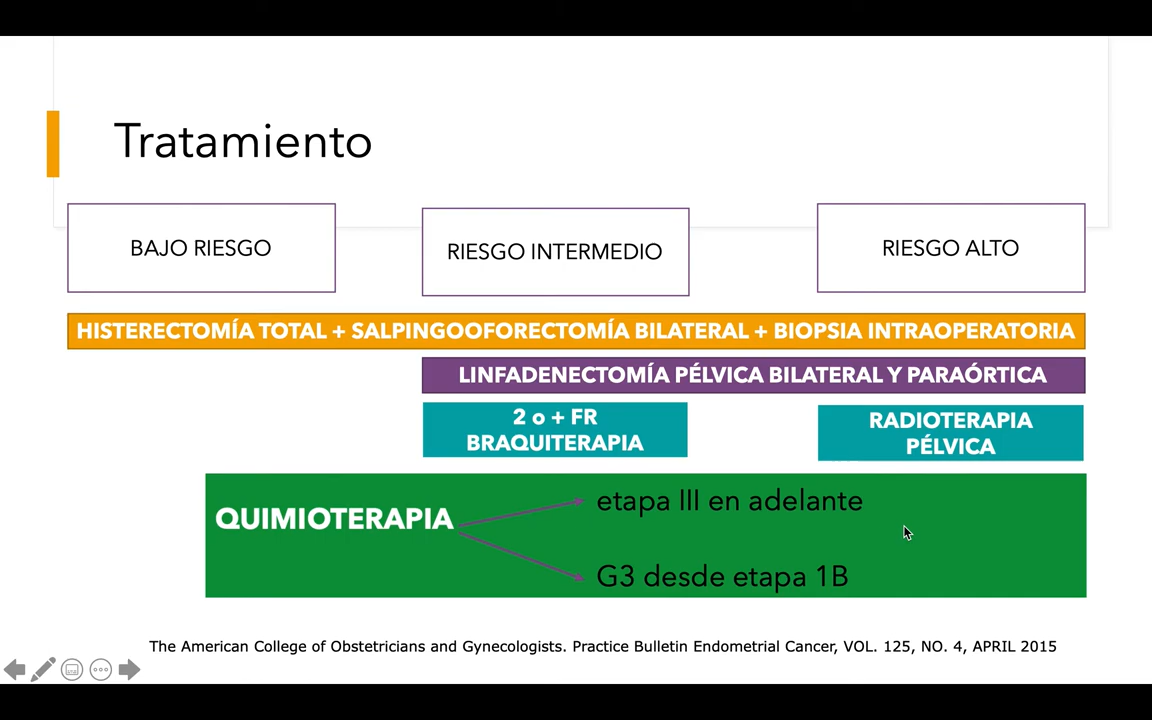 Tratamiento
BAJO RIESGO
RIESGO INTERMEDIO
RIESGO ALTO
HISTERECTOMÍA TOTAL + SALPINGOOFORECTOMÍA BILATERAL + BIOPSIA INTRAOPERATORIA
LINFADENECTOMÍA PÉLVICA BILATERAL Y PARAÓRTICA
2 o + FR
BRAQUITERAPIA
RADIOTERAPIA
PÉLVICA
QUIMIOTERAPIA
etapa III en adelante
G3 desde etapa 1B
The American College of Obstetricians and Gynecologists. Practice Bulletin Endometrial Cancer, VOL. 125, NO. 4, APRIL 2015